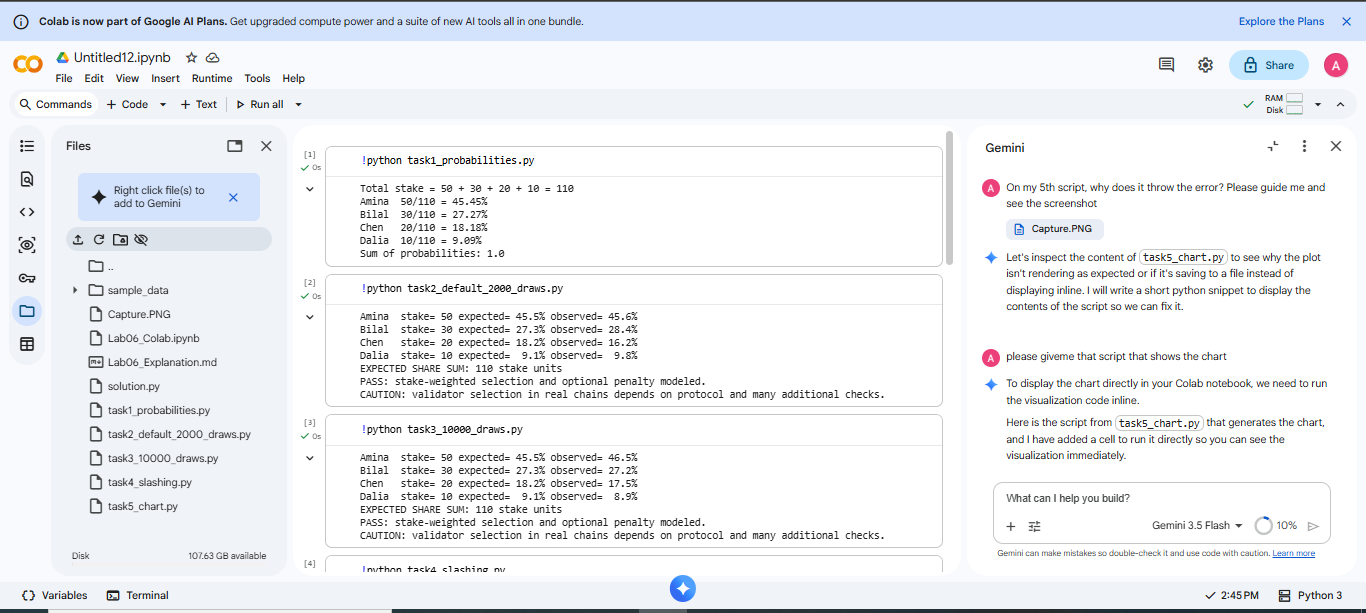 Colab is now part of Google AI Plans. Get upgraded compute power and a suite of new AI tools all in one bundle.
Explore the Plans
Untitled12.ipynb
File Edit View Insert Runtime Tools Help
Share
A
Commands + Code + Text Run all
RAM
Disk
Files
Right click file(s) to
add to Gemini
..
sample_data
Capture.PNG
Lab06_Colab.ipynb
Lab06_Explanation.md
solution.py
task1_probabilities.py
task2_default_2000_draws.py
task3_10000_draws.py
task4_slashing.py
task5_chart.py
Disk 107.63 GB available
[1]
0s
!python task1_probabilities.py
Total stake = 50 + 30 + 20 + 10 = 110
Amina 50/110 = 45.45%
Bilal 30/110 = 27.27%
Chen 20/110 = 18.18%
Dalia 10/110 = 9.09%
Sum of probabilities: 1.0
[2]
0s
!python task2_default_2000_draws.py
Amina stake= 50 expected= 45.5% observed= 45.6%
Bilal stake= 30 expected= 27.3% observed= 28.4%
Chen stake= 20 expected= 18.2% observed= 16.2%
Dalia stake= 10 expected= 9.1% observed= 9.8%
EXPECTED SHARE SUM: 110 stake units
PASS: stake-weighted selection and optional penalty modeled.
CAUTION: validator selection in real chains depends on protocol and many additional checks.
[3]
0s
!python task3_10000_draws.py
Amina stake= 50 expected= 45.5% observed= 46.5%
Bilal stake= 30 expected= 27.3% observed= 27.2%
Chen stake= 20 expected= 18.2% observed= 17.5%
Dalia stake= 10 expected= 9.1% observed= 8.9%
EXPECTED SHARE SUM: 110 stake units
PASS: stake-weighted selection and optional penalty modeled.
CAUTION: validator selection in real chains depends on protocol and many additional checks.
[4]
!python task4_slashing.py
Gemini
A
On my 5th script, why does it throw the error? Please guide me and
see the screenshot
Capture.PNG
Let's inspect the content of task5_chart.py to see why the plot
isn't rendering as expected or if it's saving to a file instead of
displaying inline. I will write a short python snippet to display the
contents of the script so we can fix it.
A
please giveme that script that shows the chart
To display the chart directly in your Colab notebook, we need to run
the visualization code inline.
Here is the script from task5_chart.py that generates the chart,
and I have added a cell to run it directly so you can see the
visualization immediately.
What can I help you build?
Gemini 3.5 Flash 10%
Gemini can make mistakes so double-check it and use code with caution. Learn more
Variables Terminal
2:45 PM Python 3